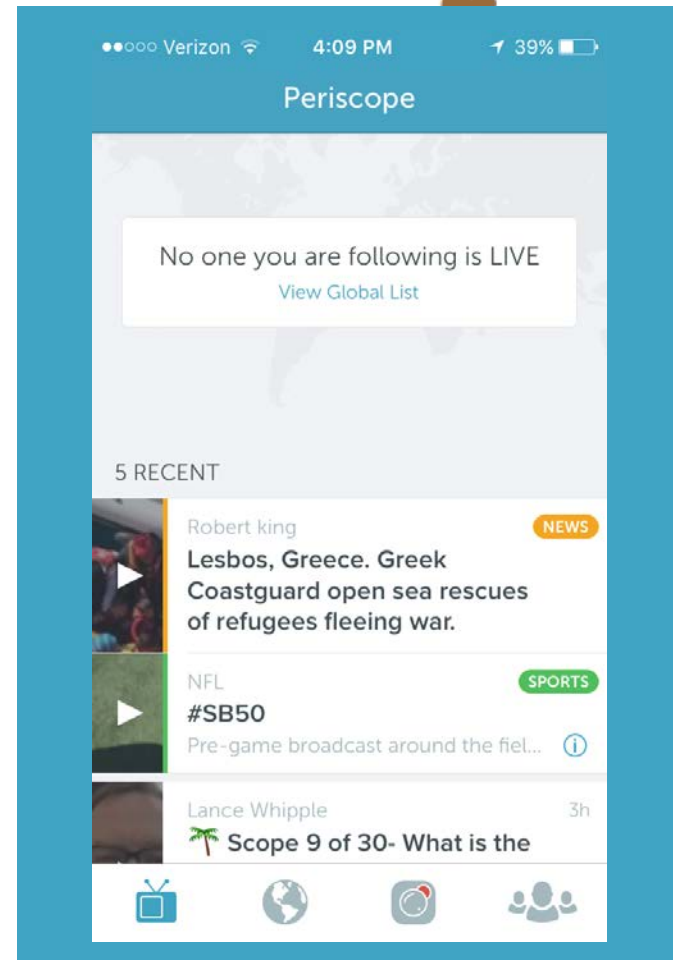 Verizon 4:09 PM 39%
Periscope
No one you are following is LIVE
View Global List
5 RECENT
Robert king NEWS
Lesbos, Greece. Greek
Coastguard open sea rescues
of refugees fleeing war.
NFL SPORTS
#SB50
Pre-game broadcast around the fiel...
Lance Whipple 3h
🌴 Scope 9 of 30- What is the